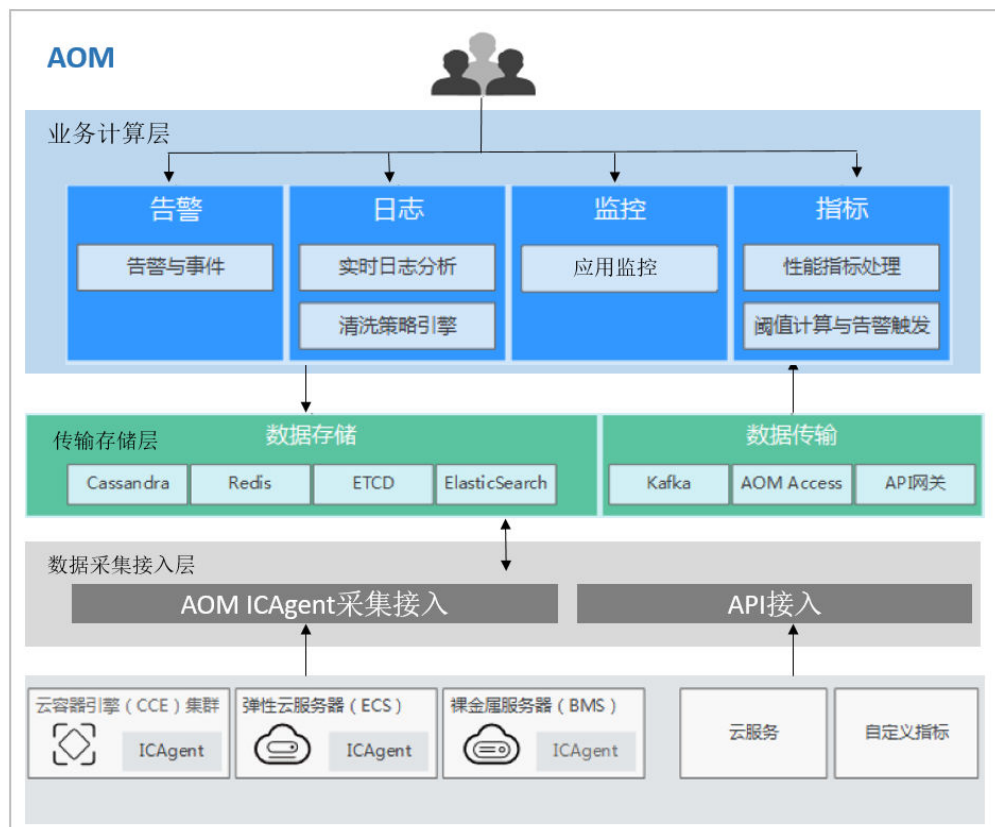 AOM
业务计算层
告警
日志
监控
指标
告警与事件
实时日志分析
应用监控
性能指标处理
清洗策略引擎
阈值计算与告警触发
传输存储层
数据存储
数据传输
Cassandra
Redis
ETCD
ElasticSearch
Kafka
AOM Access
API网关
数据采集接入层
AOM ICAgent采集接入
API接入
云容器引擎（CCE）集群
弹性云服务器（ECS）
裸金属服务器（BMS）
ICAgent
ICAgent
ICAgent
云服务
自定义指标